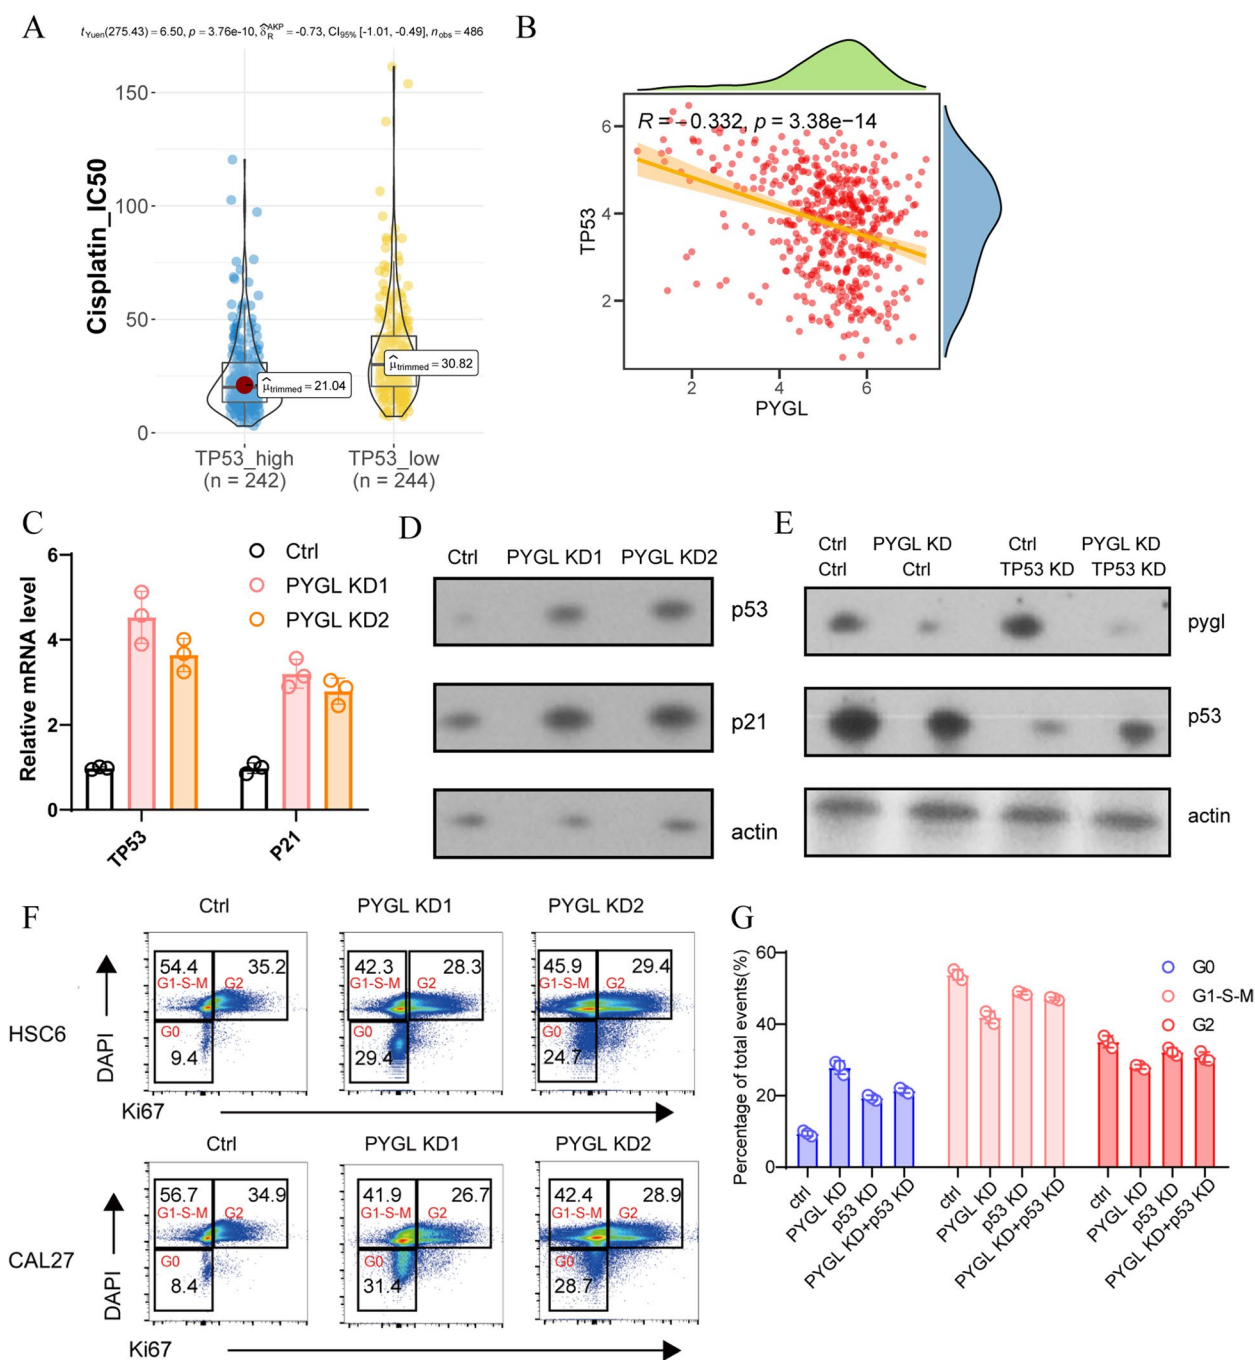 A
t Yuen(275.43) = 6.50, p = 3.76e-10, δ̂ R AKP = -0.73, CI95% [-1.01, -0.49], nobs = 486
Cisplatin_IC50
150
100
50
0
μ̂trimmed = 21.04
μ̂trimmed = 30.82
TP53_high
(n = 242)
TP53_low
(n = 244)
B
R = −0.332, p = 3.38e−14
TP53
6
4
2
2 4 6
PYGL
C
Relative mRNA level
6
4
2
0
Ctrl
PYGL KD1
PYGL KD2
TP53
P21
D
Ctrl PYGL KD1 PYGL KD2
p53
p21
actin
E
Ctrl PYGL KD Ctrl PYGL KD
Ctrl Ctrl TP53 KD TP53 KD
pygl
p53
actin
F
Ctrl PYGL KD1 PYGL KD2
HSC6
DAPI
54.4 35.2
G1-S-M G2
G0
9.4
42.3 28.3
G1-S-M G2
G0
29.4
45.9 29.4
G1-S-M G2
G0
24.7
Ki67
Ctrl PYGL KD1 PYGL KD2
CAL27
DAPI
56.7 34.9
G1-S-M G2
G0
8.4
41.9 26.7
G1-S-M G2
G0
31.4
42.4 28.9
G1-S-M G2
G0
28.7
Ki67
G
Percentage of total events(%)
60
40
20
0
G0
G1-S-M
G2
ctrl
PYGL KD
p53 KD
PYGL KD+p53 KD
ctrl
PYGL KD
p53 KD
PYGL KD+p53 KD
ctrl
PYGL KD
p53 KD
PYGL KD+p53 KD